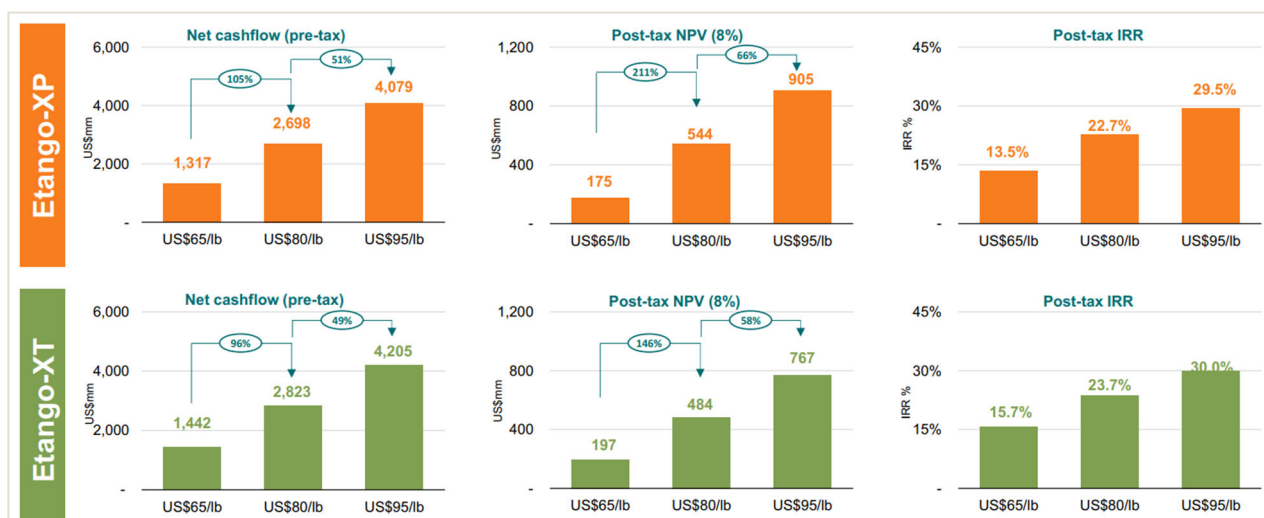 Etango-XP
Net cashflow (pre-tax)
US$mm
6,000
4,000
2,000
-
105%
51%
1,317
2,698
4,079
US$65/lb
US$80/lb
US$95/lb
Post-tax NPV (8%)
US$mm
1,200
800
400
-
211%
66%
175
544
905
US$65/lb
US$80/lb
US$95/lb
Post-tax IRR
IRR %
45%
30%
15%
0%
13.5%
22.7%
29.5%
US$65/lb
US$80/lb
US$95/lb
Etango-XT
Net cashflow (pre-tax)
US$mm
6,000
4,000
2,000
-
96%
49%
1,442
2,823
4,205
US$65/lb
US$80/lb
US$95/lb
Post-tax NPV (8%)
US$mm
1,200
800
400
-
146%
58%
197
484
767
US$65/lb
US$80/lb
US$95/lb
Post-tax IRR
IRR %
45%
30%
15%
0%
15.7%
23.7%
30.0%
US$65/lb
US$80/lb
US$95/lb